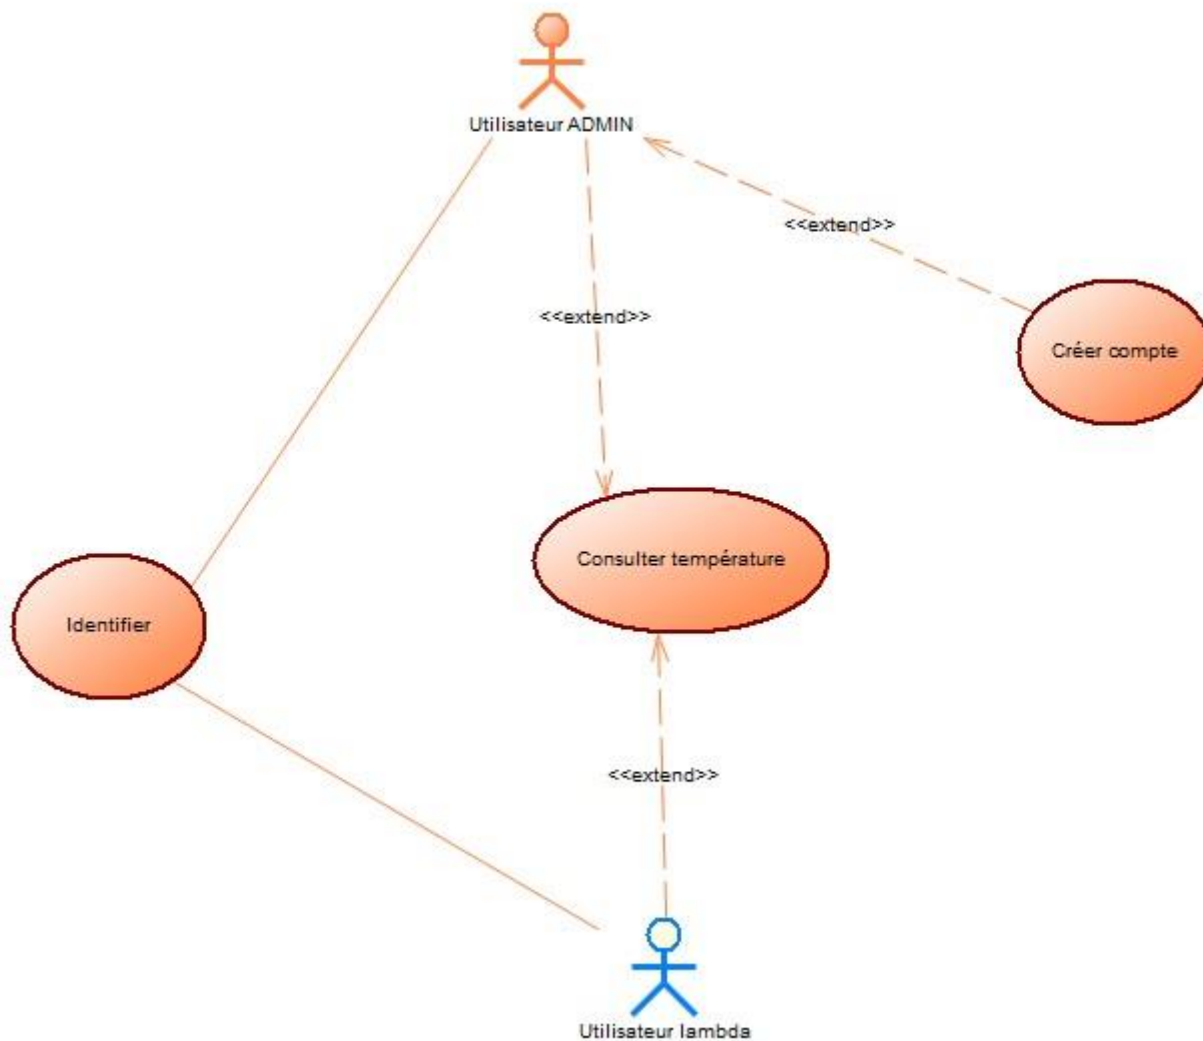 Utilisateur ADMIN
<<extend>>
<<extend>>
Créer compte
Consulter température
Identifier
<<extend>>
Utilisateur lambda